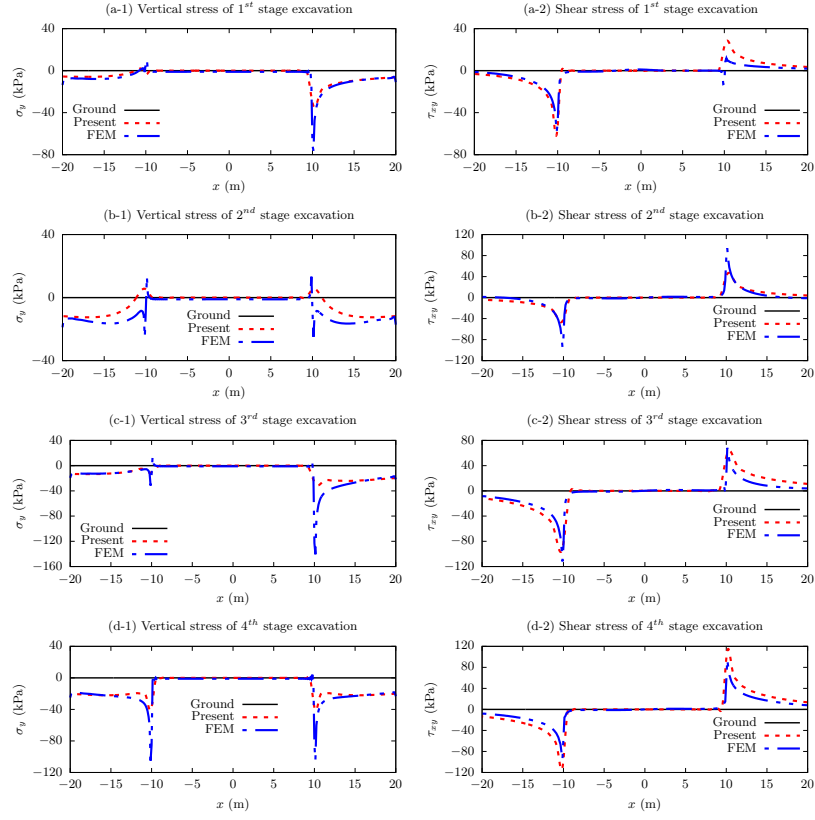 (a-1) Vertical stress of 1st stage excavation
σy (kPa)
40
0
−40
−80
Ground
Present
FEM
−20 −15 −10 −5 0 5 10 15 20
x (m)
(a-2) Shear stress of 1st stage excavation
τxy (kPa)
40
0
−40
−80
Ground
Present
FEM
−20 −15 −10 −5 0 5 10 15 20
x (m)
(b-1) Vertical stress of 2nd stage excavation
σy (kPa)
40
0
−40
Ground
Present
FEM
−20 −15 −10 −5 0 5 10 15 20
x (m)
(b-2) Shear stress of 2nd stage excavation
τxy (kPa)
120
80
40
0
−40
−80
−120
Ground
Present
FEM
−20 −15 −10 −5 0 5 10 15 20
x (m)
(c-1) Vertical stress of 3rd stage excavation
σy (kPa)
40
0
−40
−80
−120
−160
Ground
Present
FEM
−20 −15 −10 −5 0 5 10 15 20
x (m)
(c-2) Shear stress of 3rd stage excavation
τxy (kPa)
80
40
0
−40
−80
−120
Ground
Present
FEM
−20 −15 −10 −5 0 5 10 15 20
x (m)
(d-1) Vertical stress of 4th stage excavation
σy (kPa)
40
0
−40
−80
−120
Ground
Present
FEM
−20 −15 −10 −5 0 5 10 15 20
x (m)
(d-2) Shear stress of 4th stage excavation
τxy (kPa)
120
80
40
0
−40
−80
−120
Ground
Present
FEM
−20 −15 −10 −5 0 5 10 15 20
x (m)